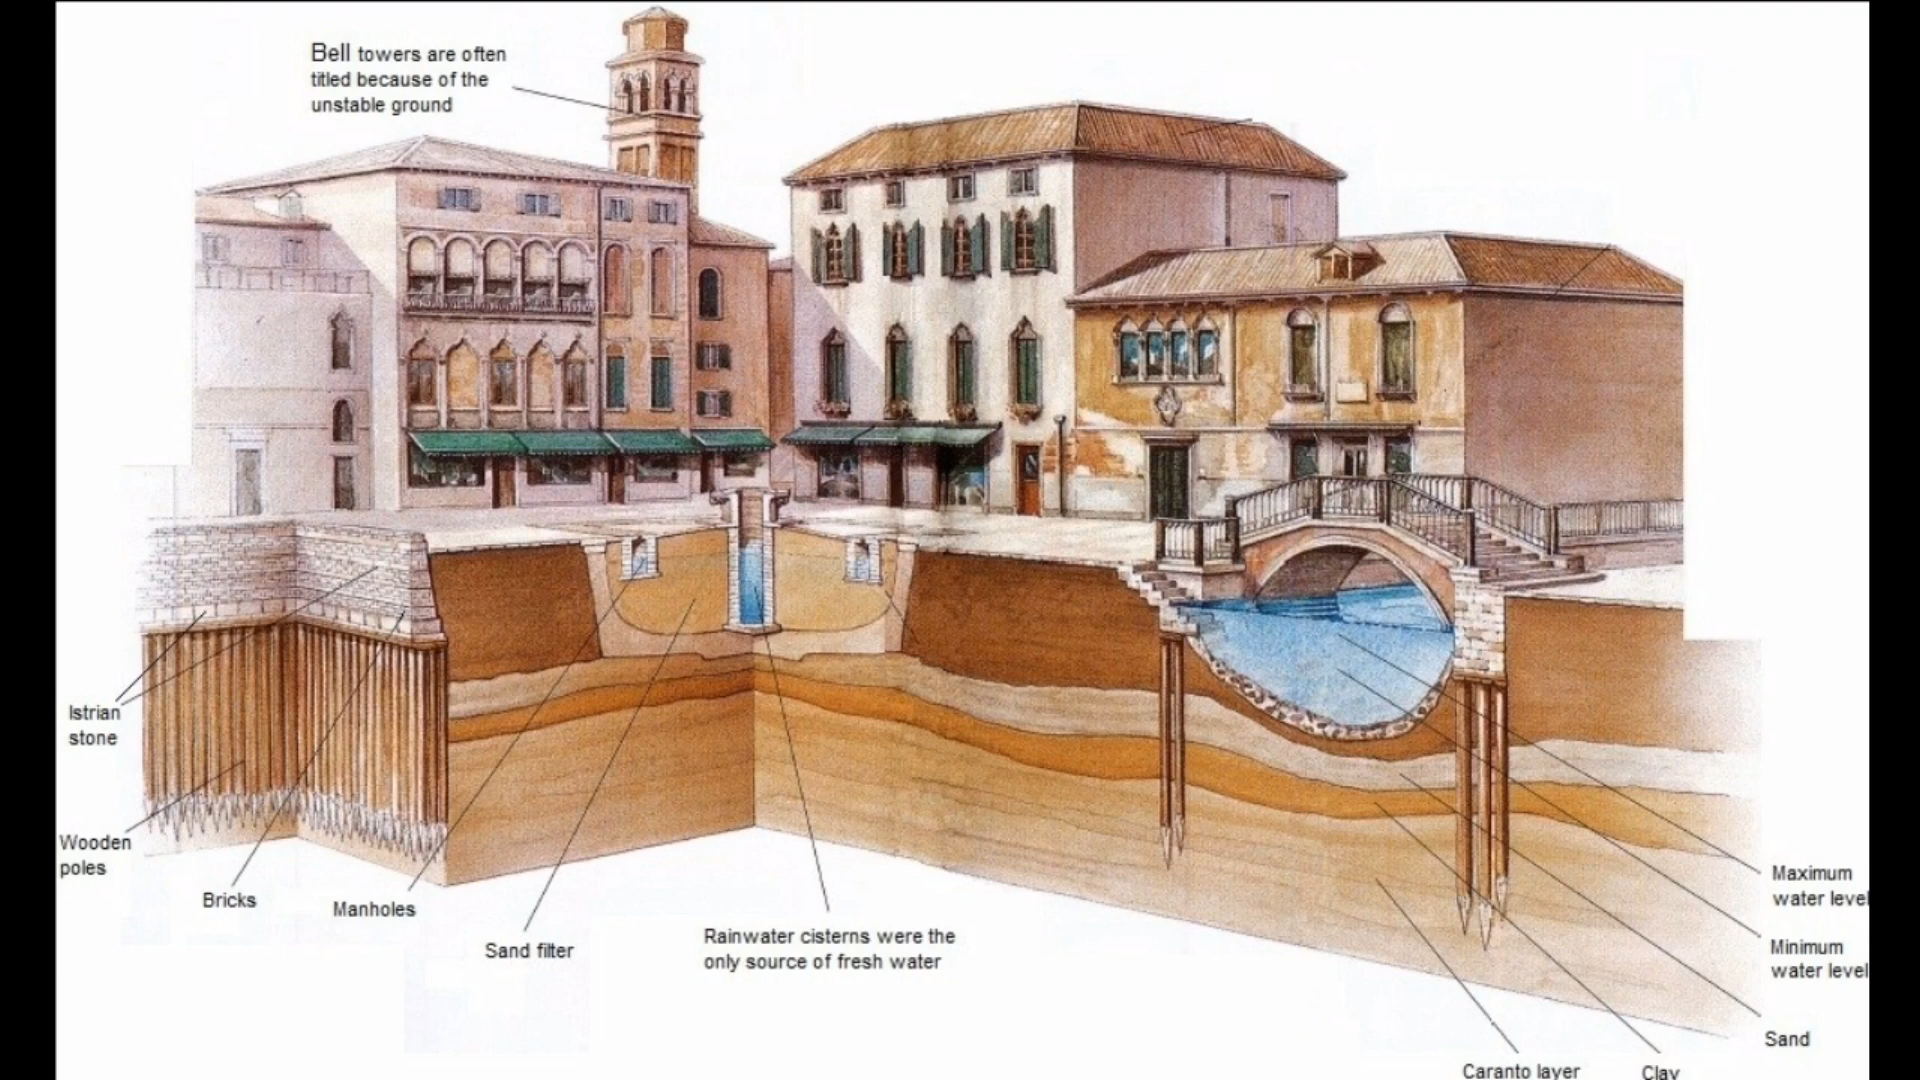 Bell towers are often
titled because of the
unstable ground
Istrian
stone
Wooden
poles
Bricks
Manholes
Sand filter
Rainwater cisterns were the
only source of fresh water
Maximum
water level
Minimum
water level
Sand
Caranto layer
Clay